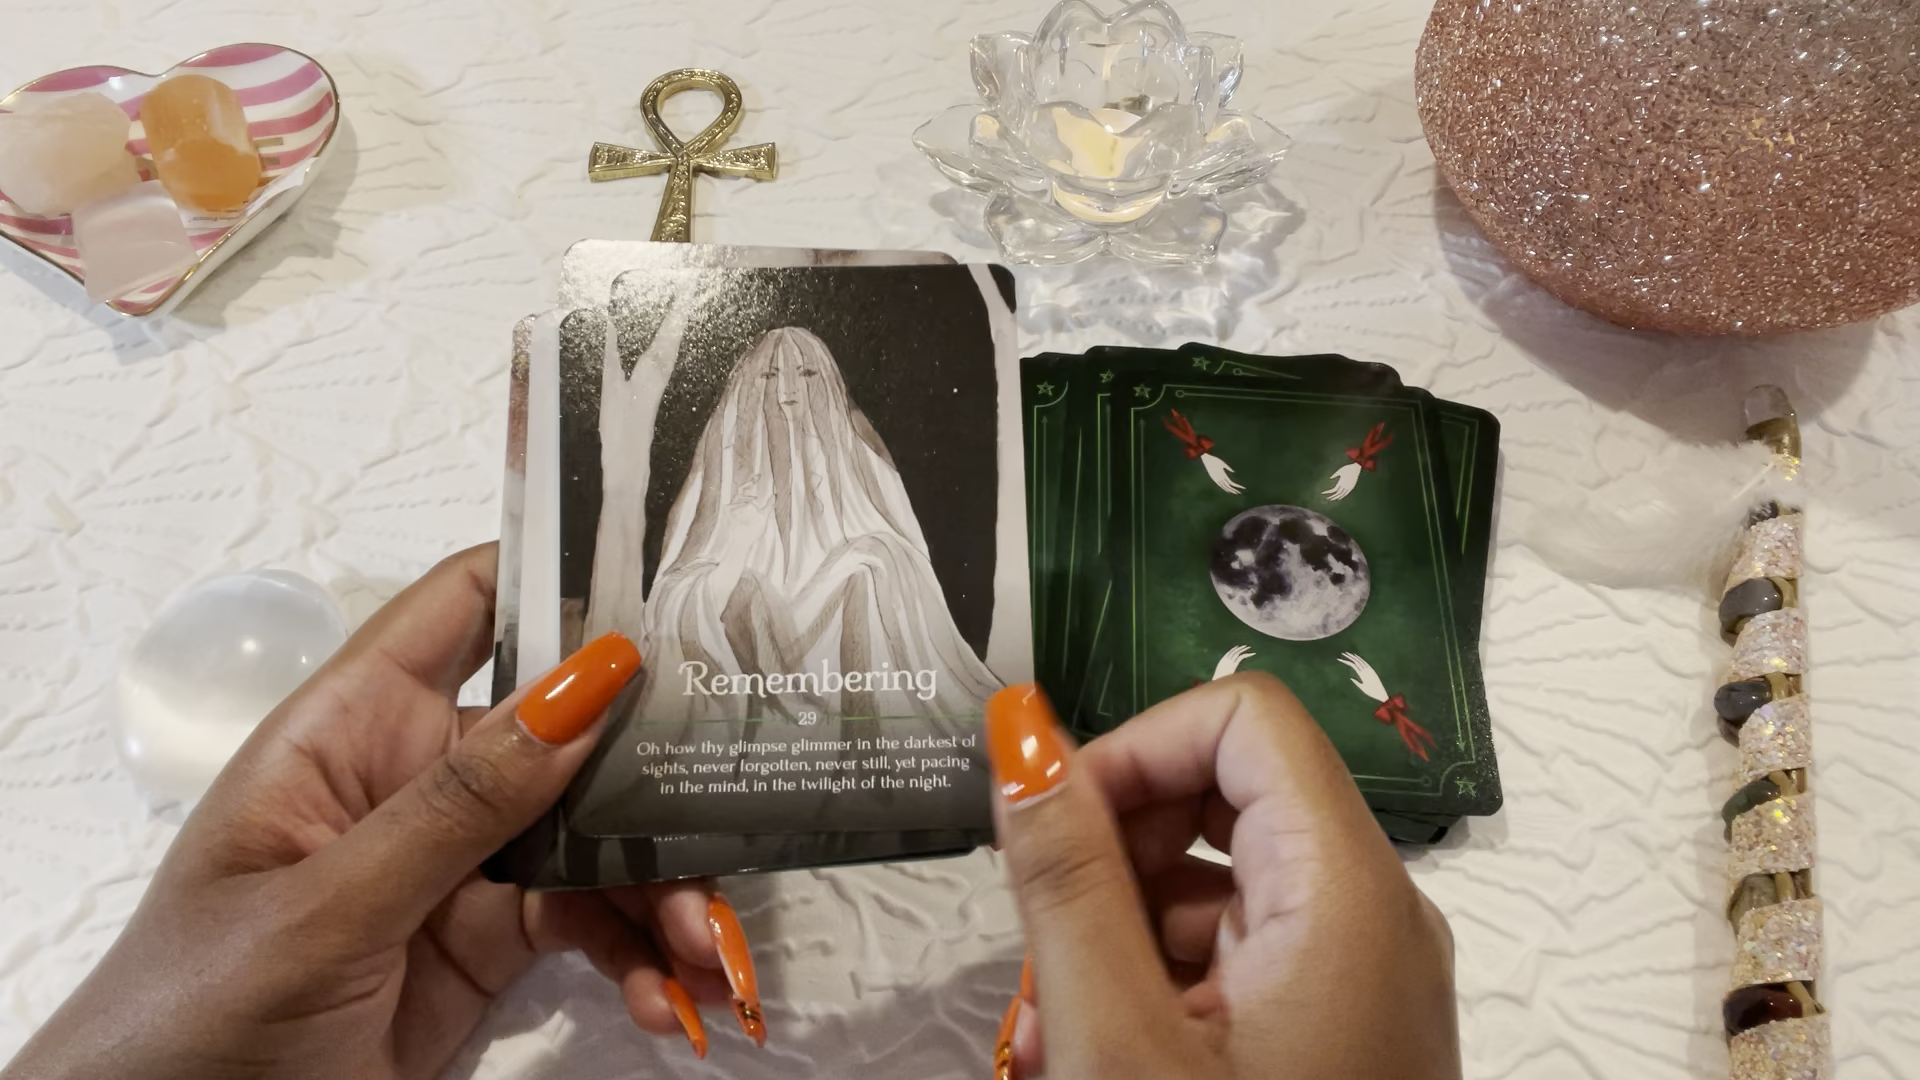 Remembering
29
Oh how thy glimpse glimmer in the darkest of
sights, never forgotten, never still, yet pacing
in the mind, in the twilight of the night.